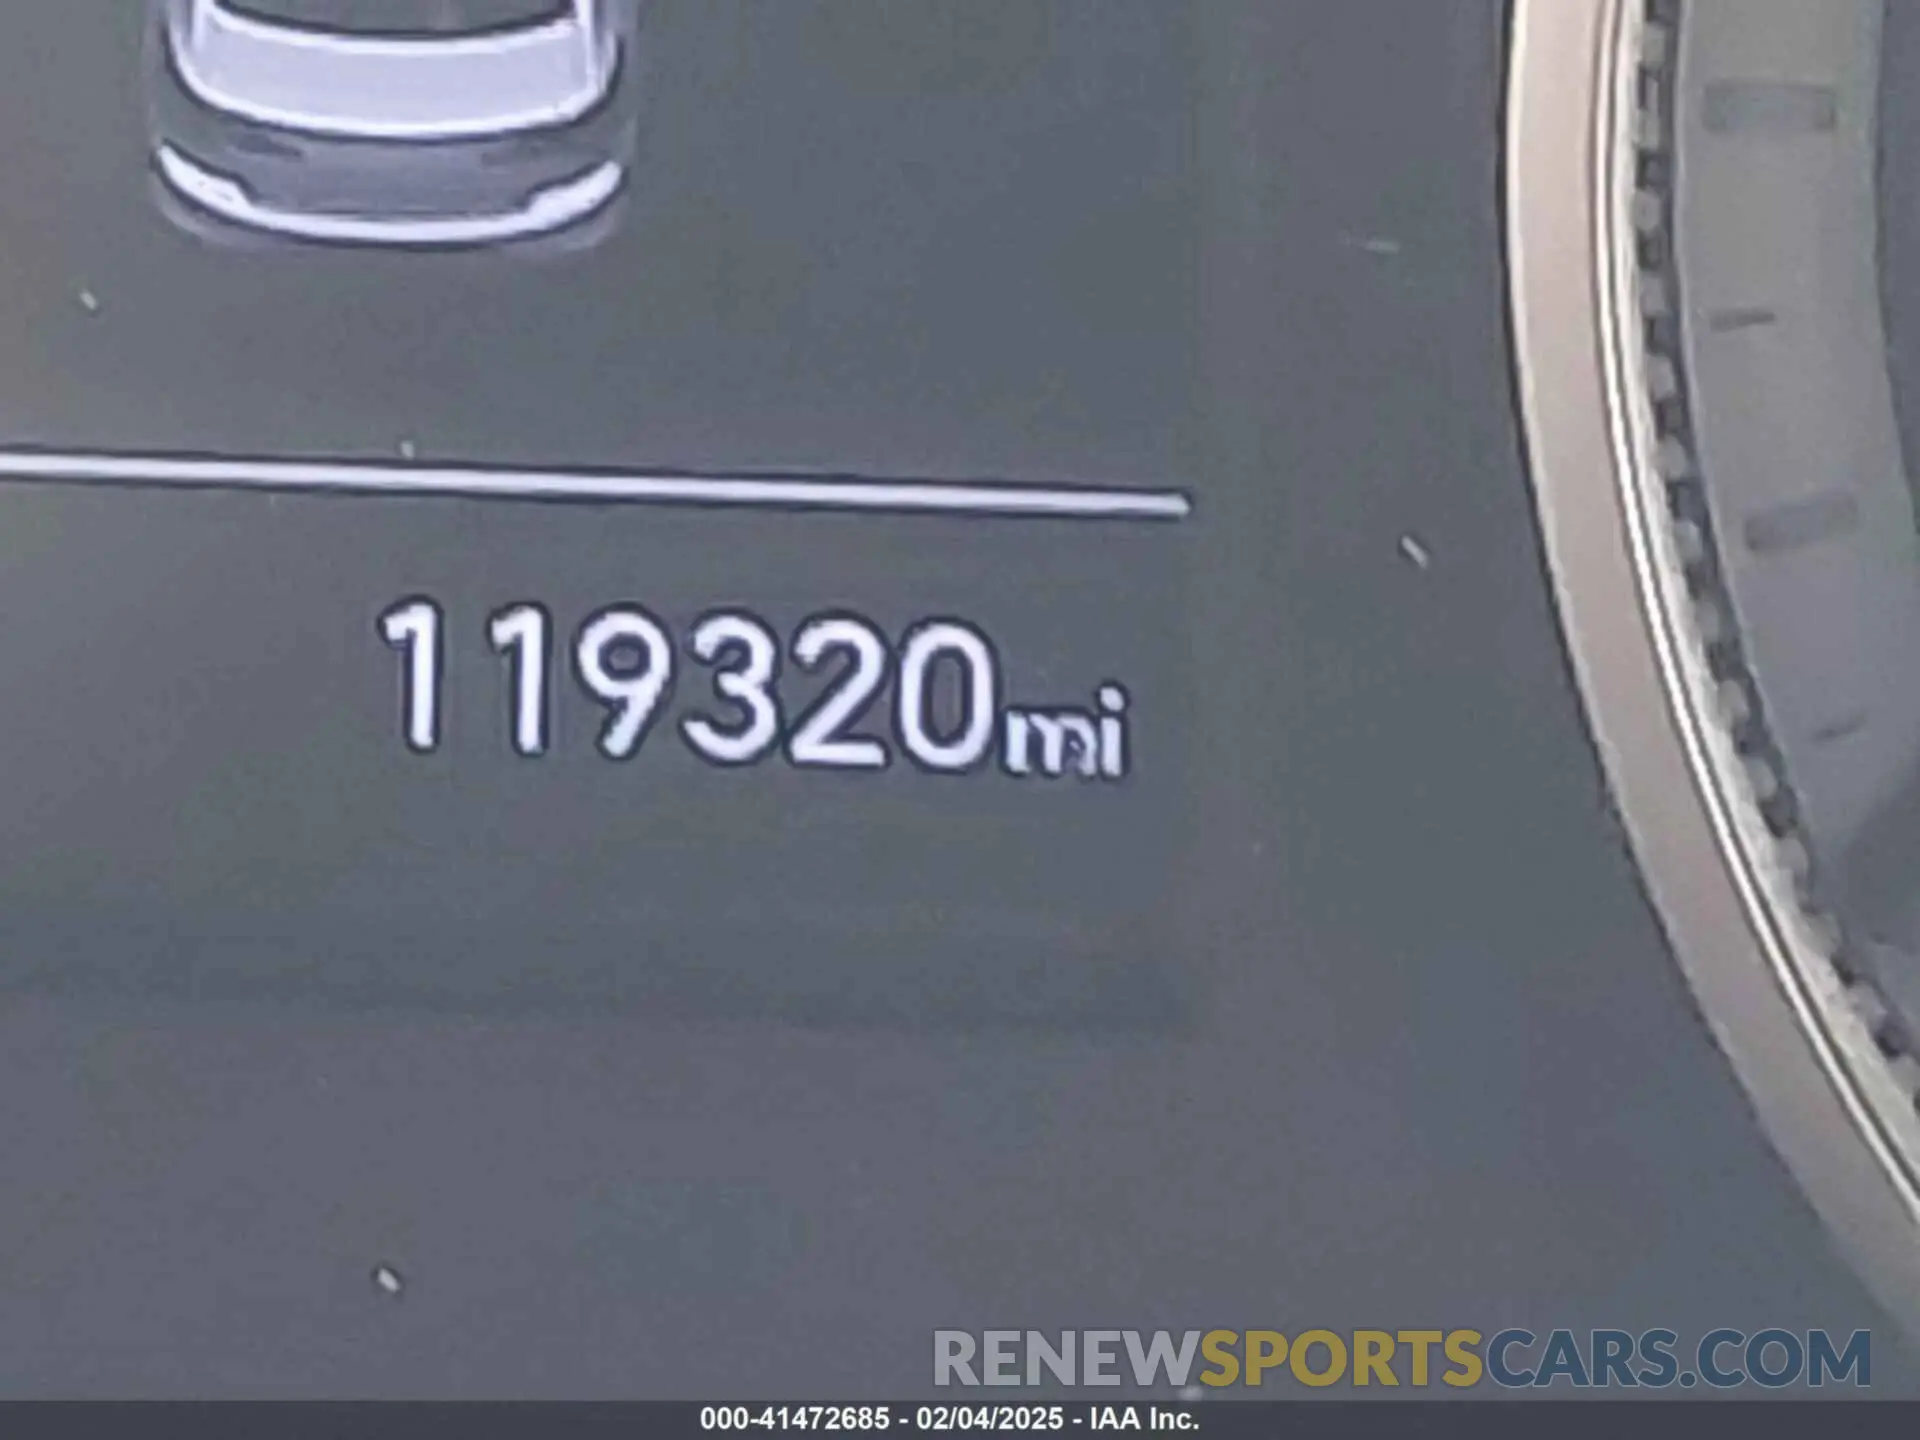 119320mi
RENEWSPORTSCARS.COM
000-41472685 - 02/04/2025 - IAA Inc.